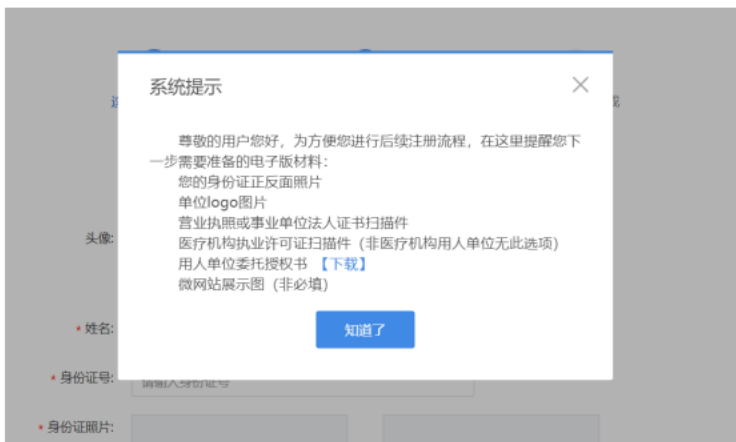 系统提示
尊敬的用户您好，为方便您进行后续注册流程，在这里提醒您下
一步需要准备的电子版材料：
您的身份证正反面照片
单位logo图片
营业执照或事业单位法人证书扫描件
医疗机构执业许可证扫描件（非医疗机构用人单位无此选项）
用人单位委托授权书 【下载】
微网站展示图（非必填）
知道了
头像:
* 姓名:
* 身份证号:
请输入身份证号
* 身份证照片: